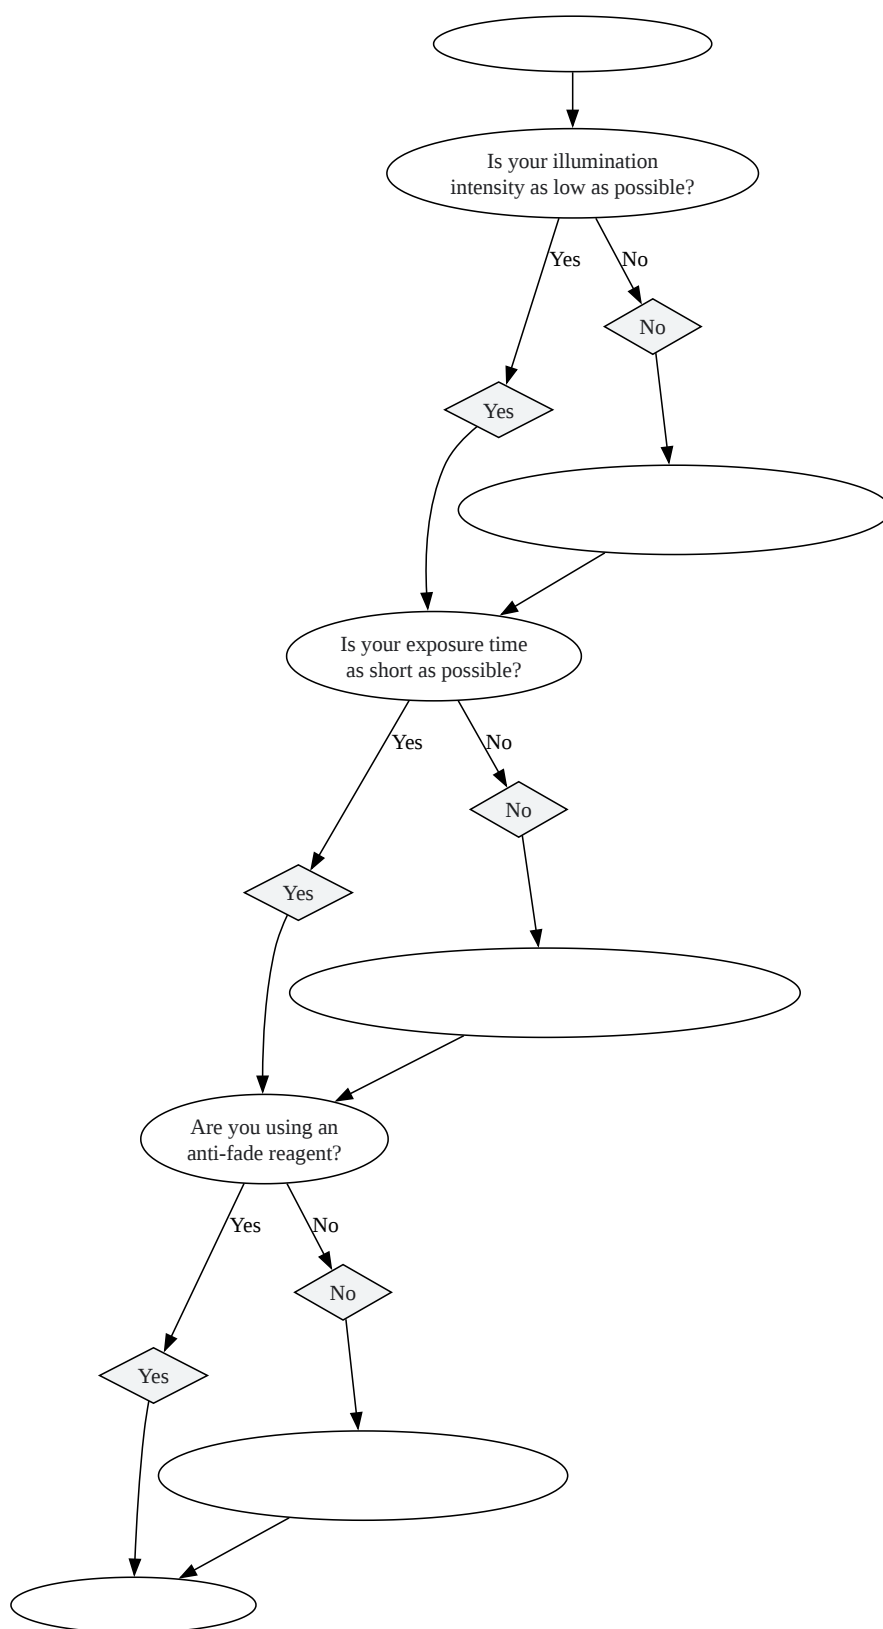 Is your illumination
intensity as low as possible?
Yes
No
No
Yes
Is your exposure time
as short as possible?
Yes
No
No
Yes
Are you using an
anti-fade reagent?
Yes
No
No
Yes